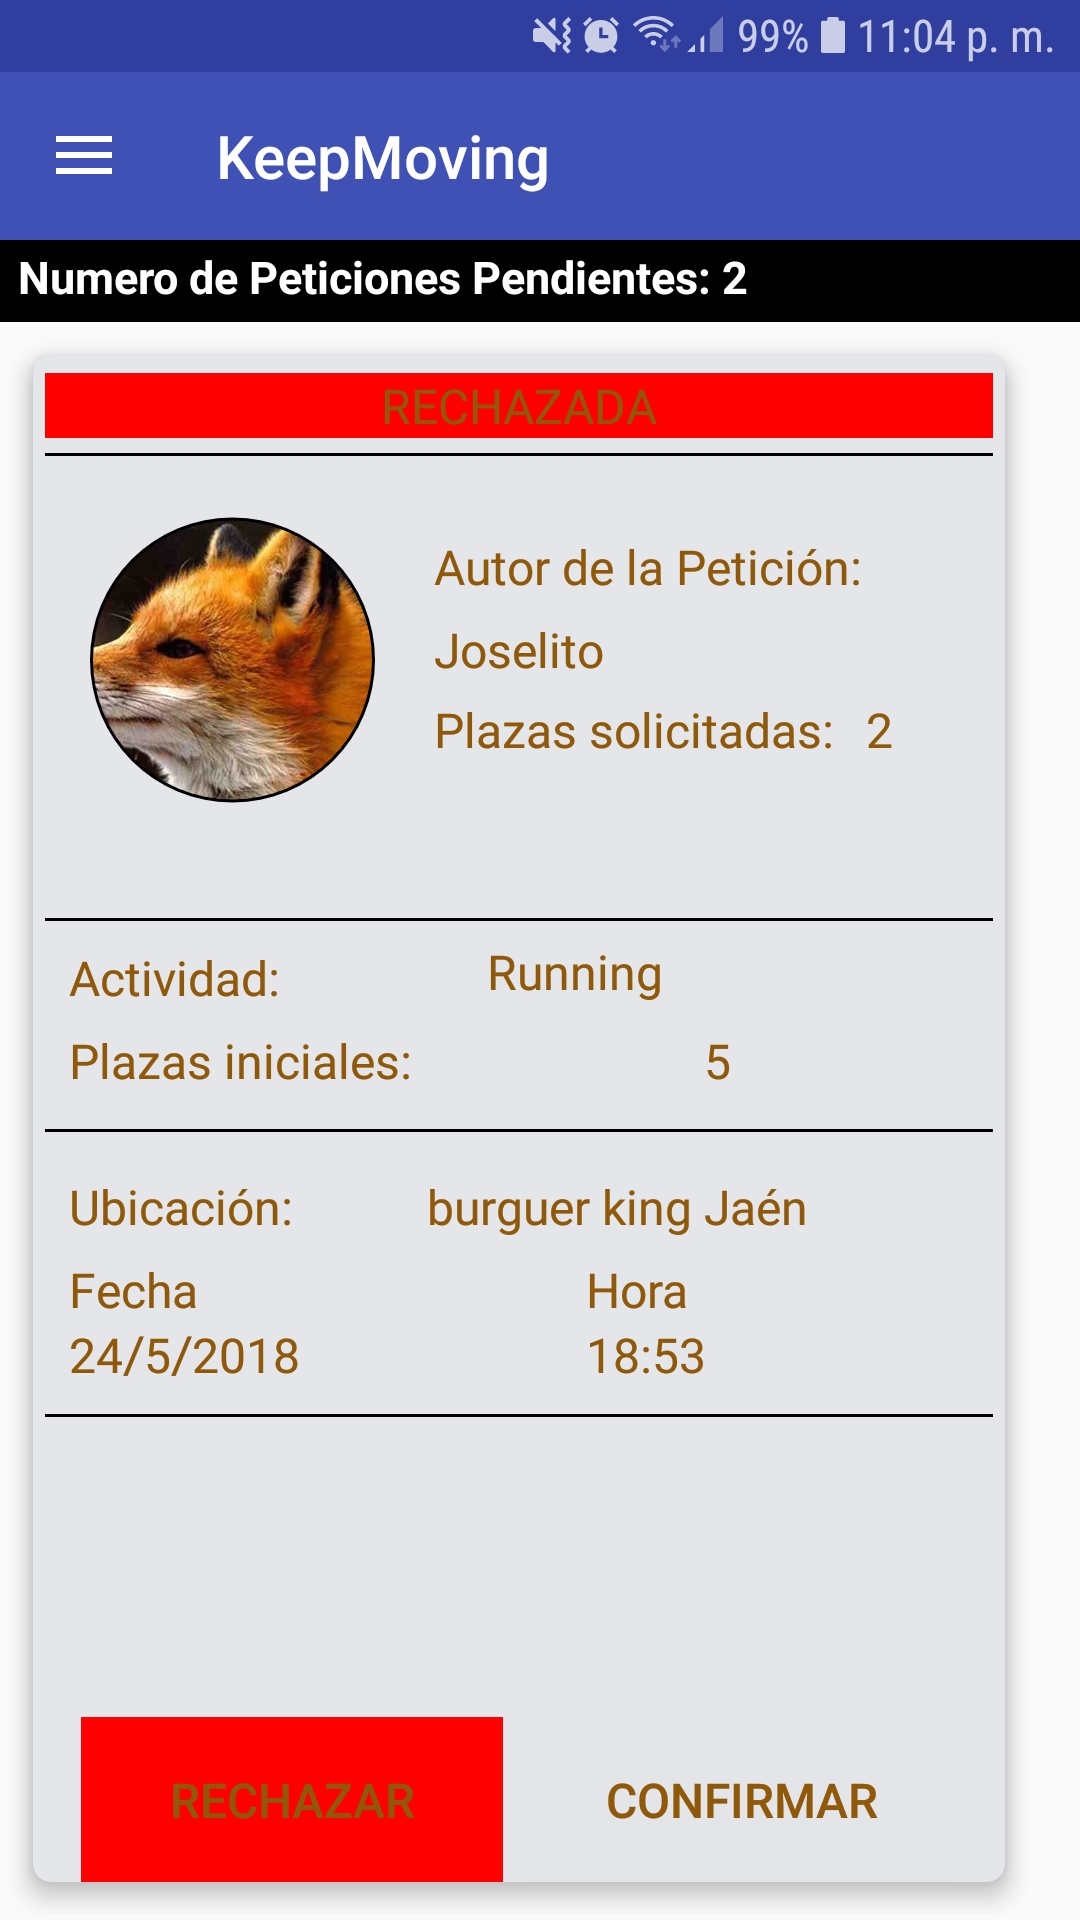 99% 11:04 p. m.
KeepMoving
Numero de Peticiones Pendientes: 2
RECHAZADA
Autor de la Petición:
Joselito
Plazas solicitadas: 2
Actividad: Running
Plazas iniciales: 5
Ubicación: burguer king Jaén
Fecha Hora
24/5/2018 18:53
RECHAZAR CONFIRMAR